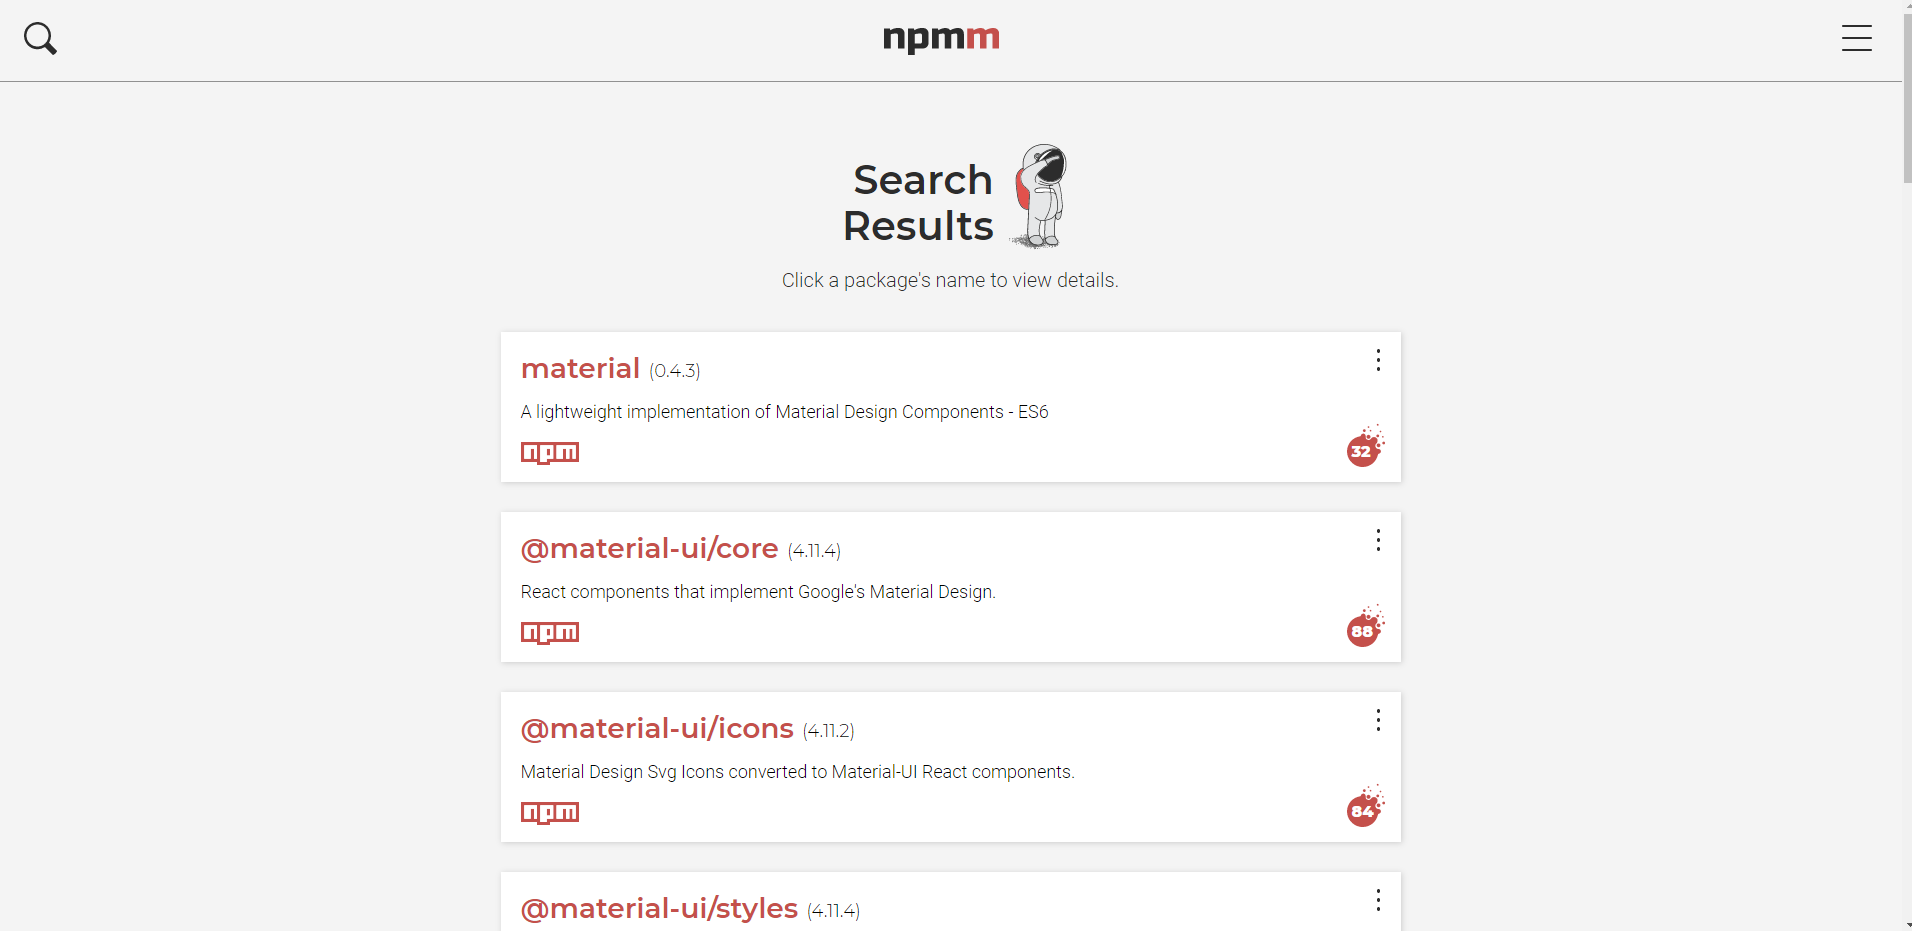 npmm
Search
Results
Click a package's name to view details.
material (0.4.3)
A lightweight implementation of Material Design Components - ES6
npm
32
@material-ui/core (4.11.4)
React components that implement Google's Material Design.
npm
88
@material-ui/icons (4.11.2)
Material Design Svg Icons converted to Material-UI React components.
npm
84
@material-ui/styles (4.11.4)